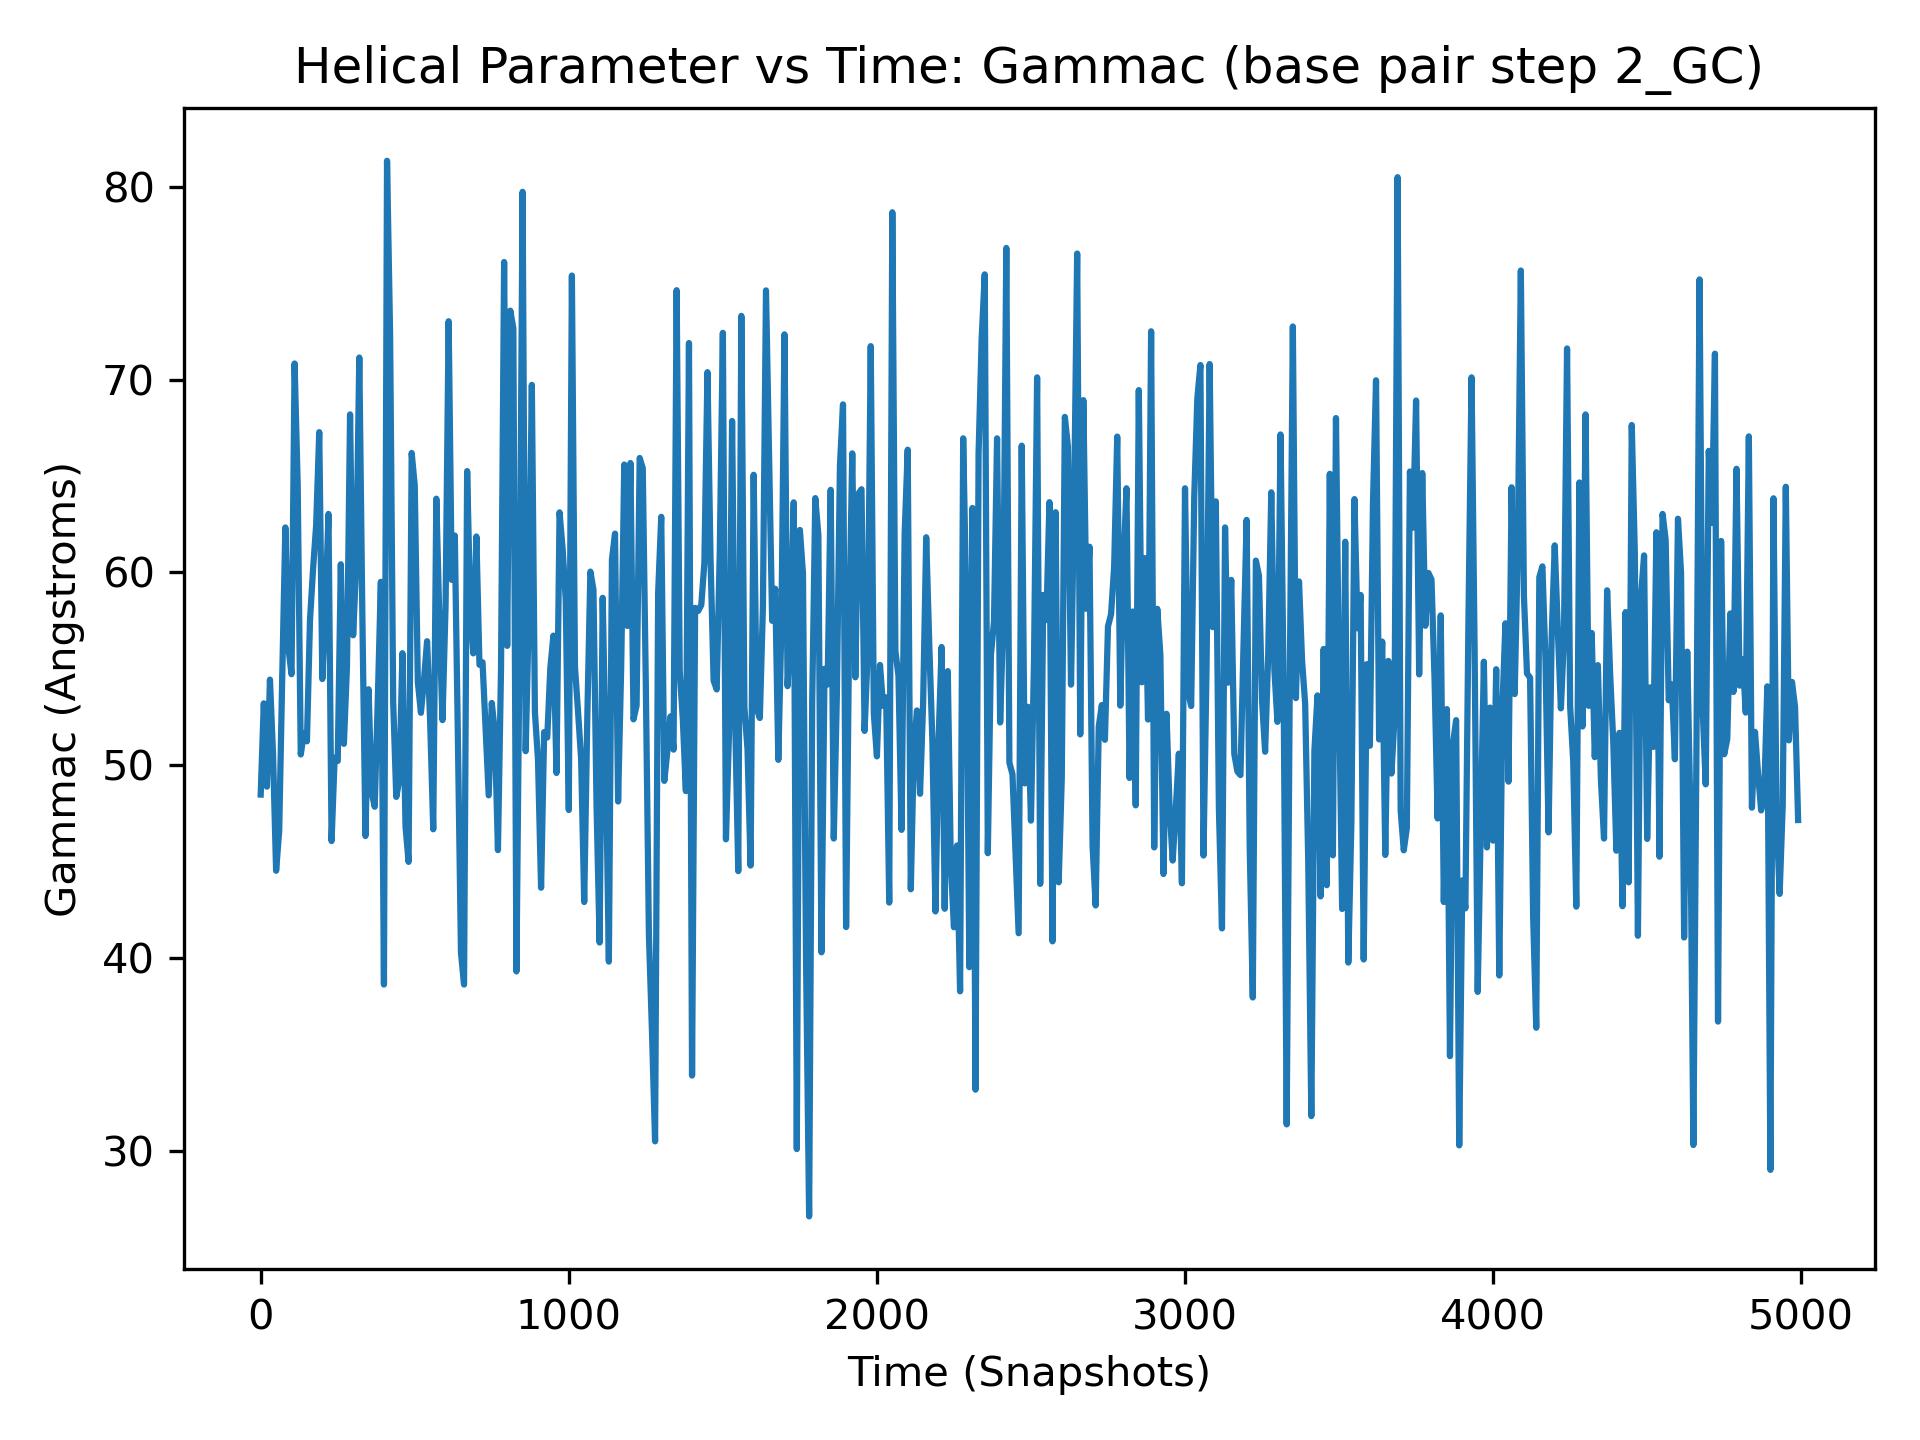 Helical Parameter vs Time: Gammac (base pair step 2_GC)
Gammac (Angstroms)
80
70
60
50
40
30
0 1000 2000 3000 4000 5000
Time (Snapshots)